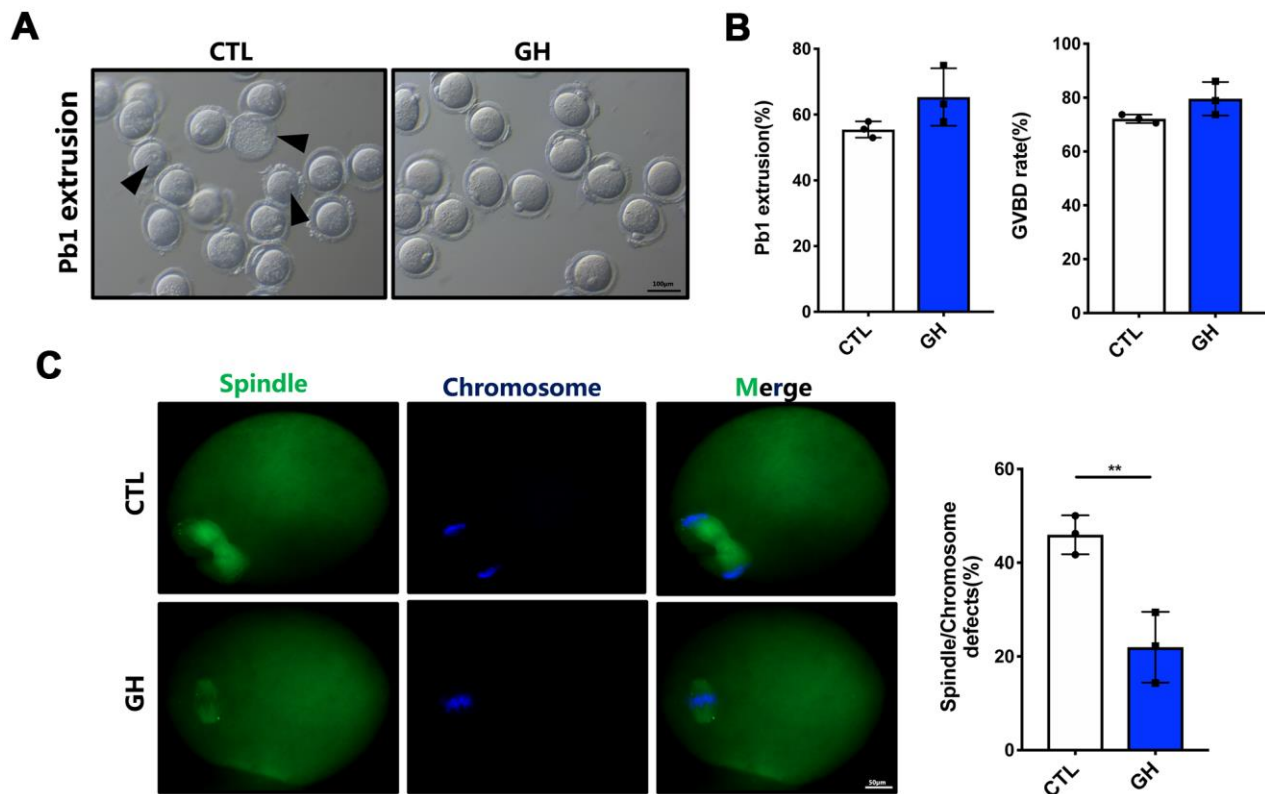 A
CTL
GH
Pb1 extrusion
100μm
B
Pb1 extrusion(%)
80
60
40
20
0
CTL
GH
GVBD rate(%)
100
80
60
40
20
0
CTL
GH
C
Spindle
Chromosome
Merge
CTL
GH
50μm
Spindle/Chromosome
defects(%)
60
40
20
0
**
CTL
GH